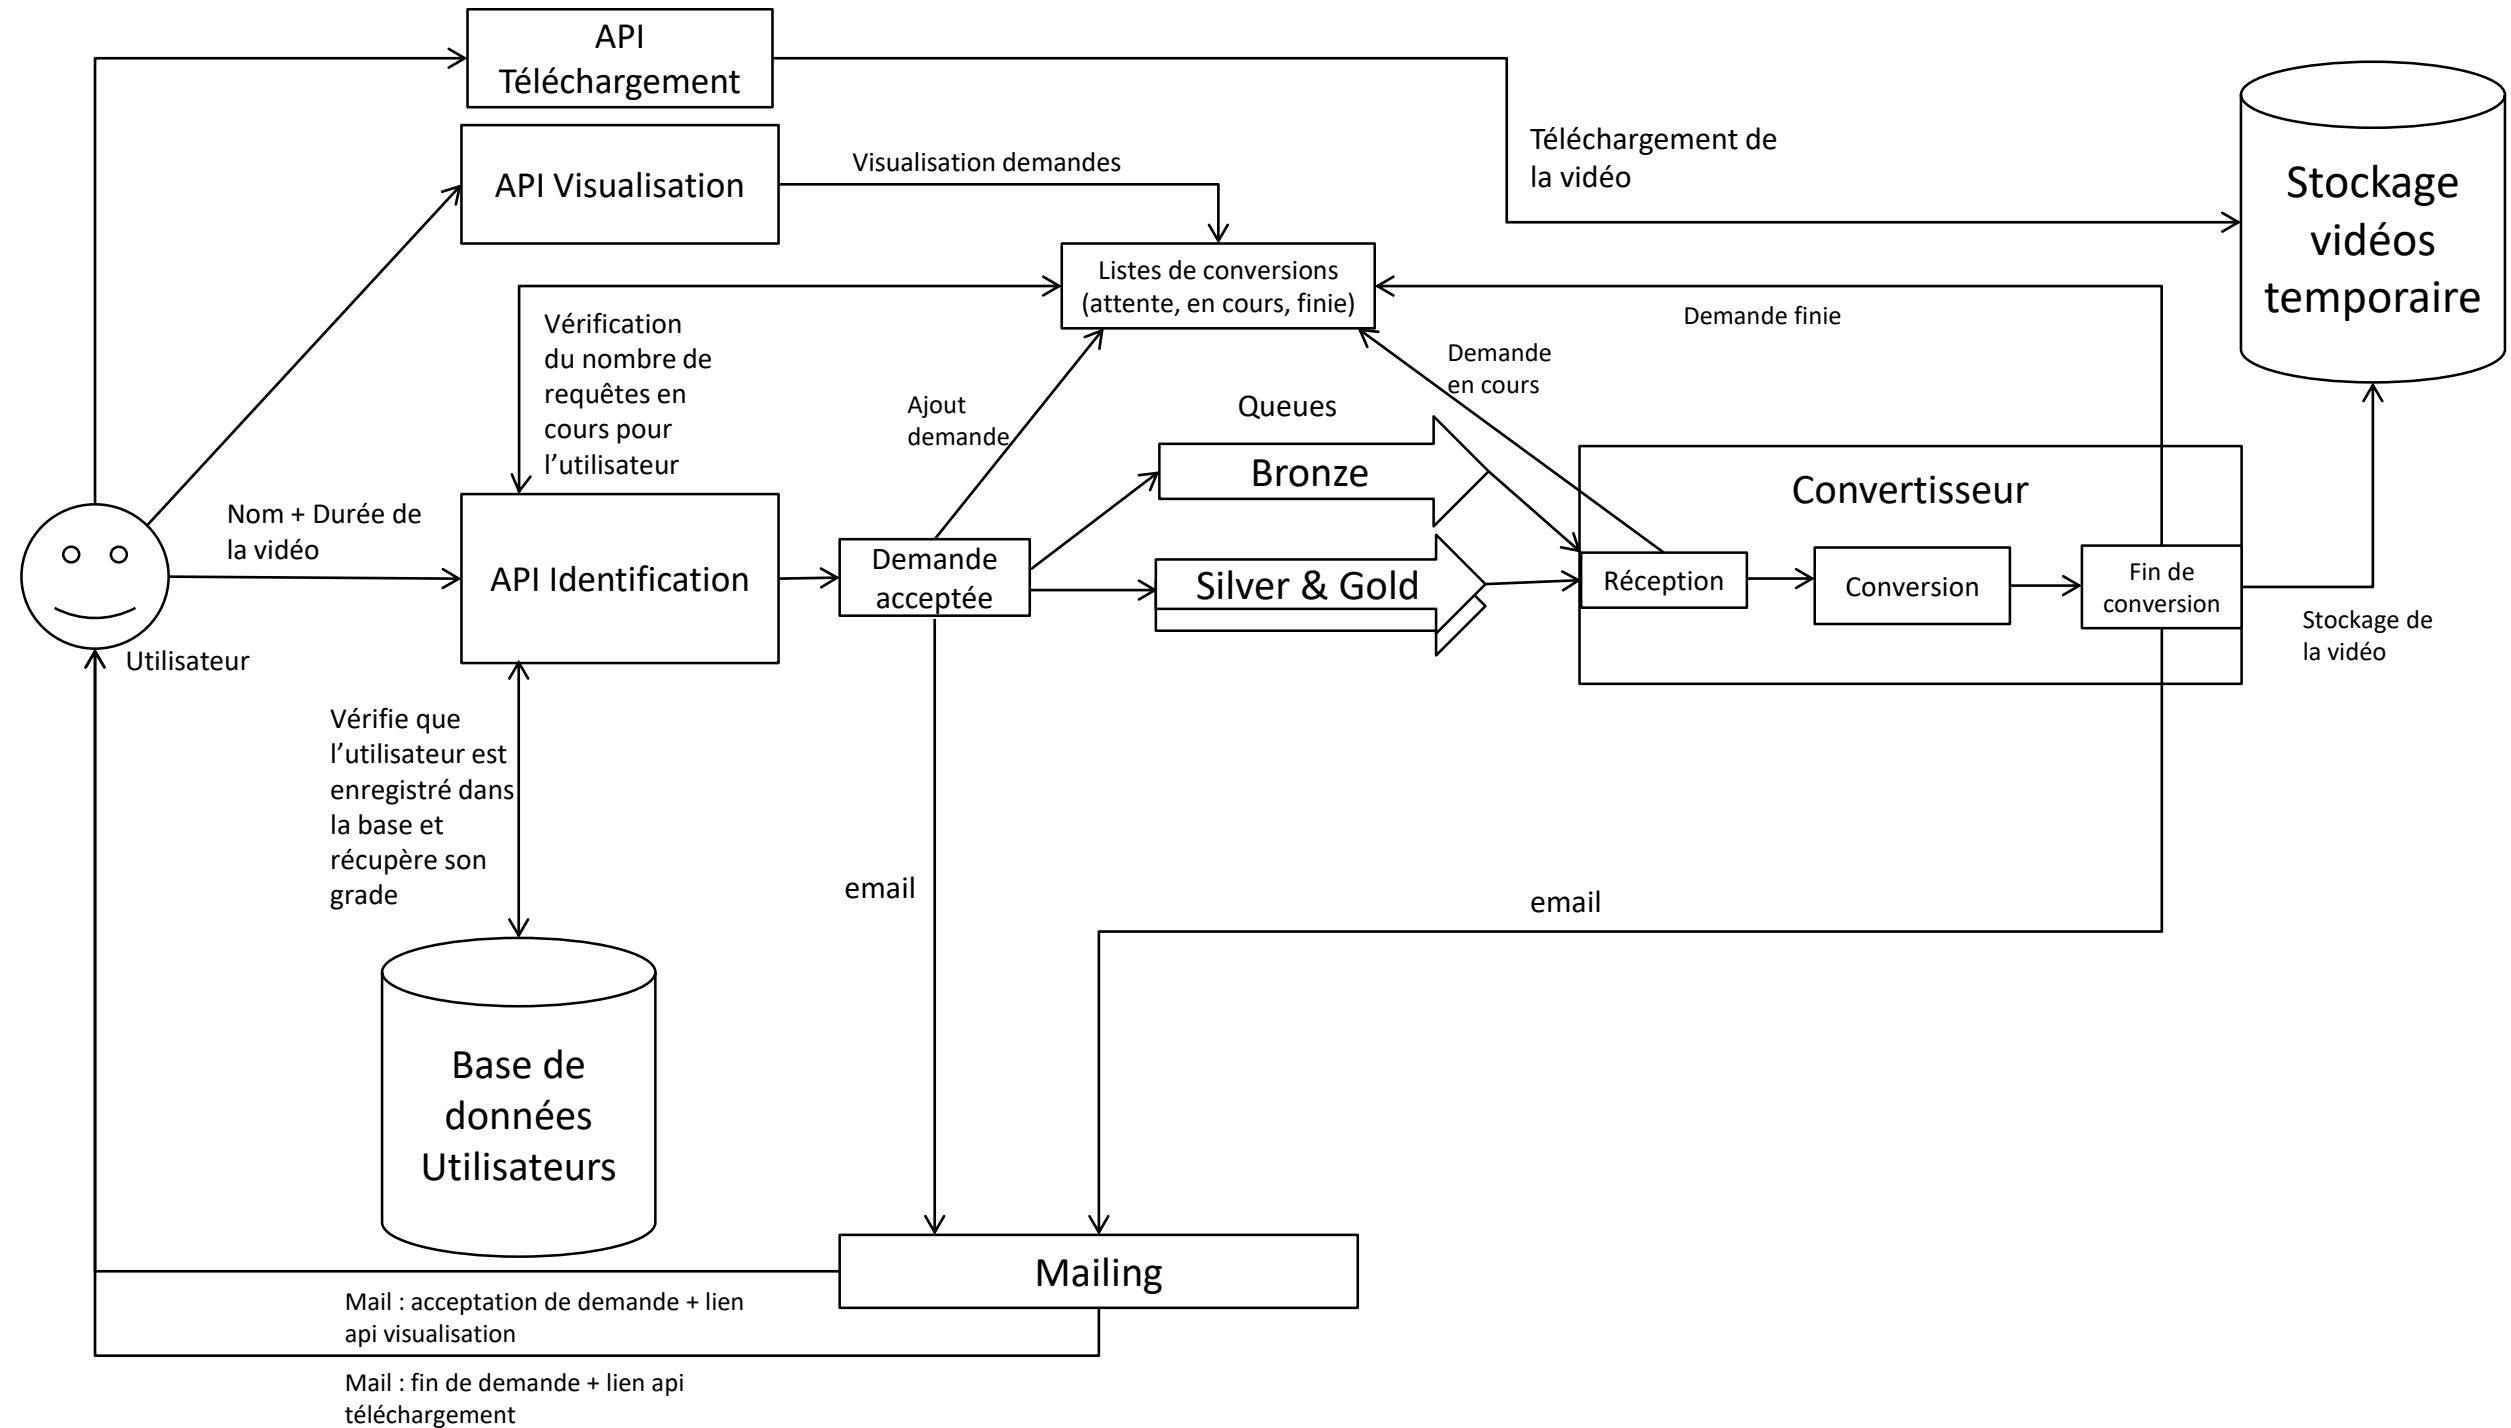 API
Téléchargement
Téléchargement de
la vidéo
Stockage
vidéos
temporaire
API Visualisation
Visualisation demandes
Listes de conversions
(attente, en cours, finie)
Vérification
du nombre de
requêtes en
cours pour
l’utilisateur
Demande finie
Demande
en cours
Ajout
demande
Queues
Bronze
Silver & Gold
Convertisseur
Nom + Durée de
la vidéo
API Identification
Demande
acceptée
Réception
Conversion
Fin de
conversion
Stockage de
la vidéo
Utilisateur
Vérifie que
l’utilisateur est
enregistré dans
la base et
récupère son
grade
email
email
Base de
données
Utilisateurs
Mailing
Mail : acceptation de demande + lien
api visualisation
Mail : fin de demande + lien api
téléchargement